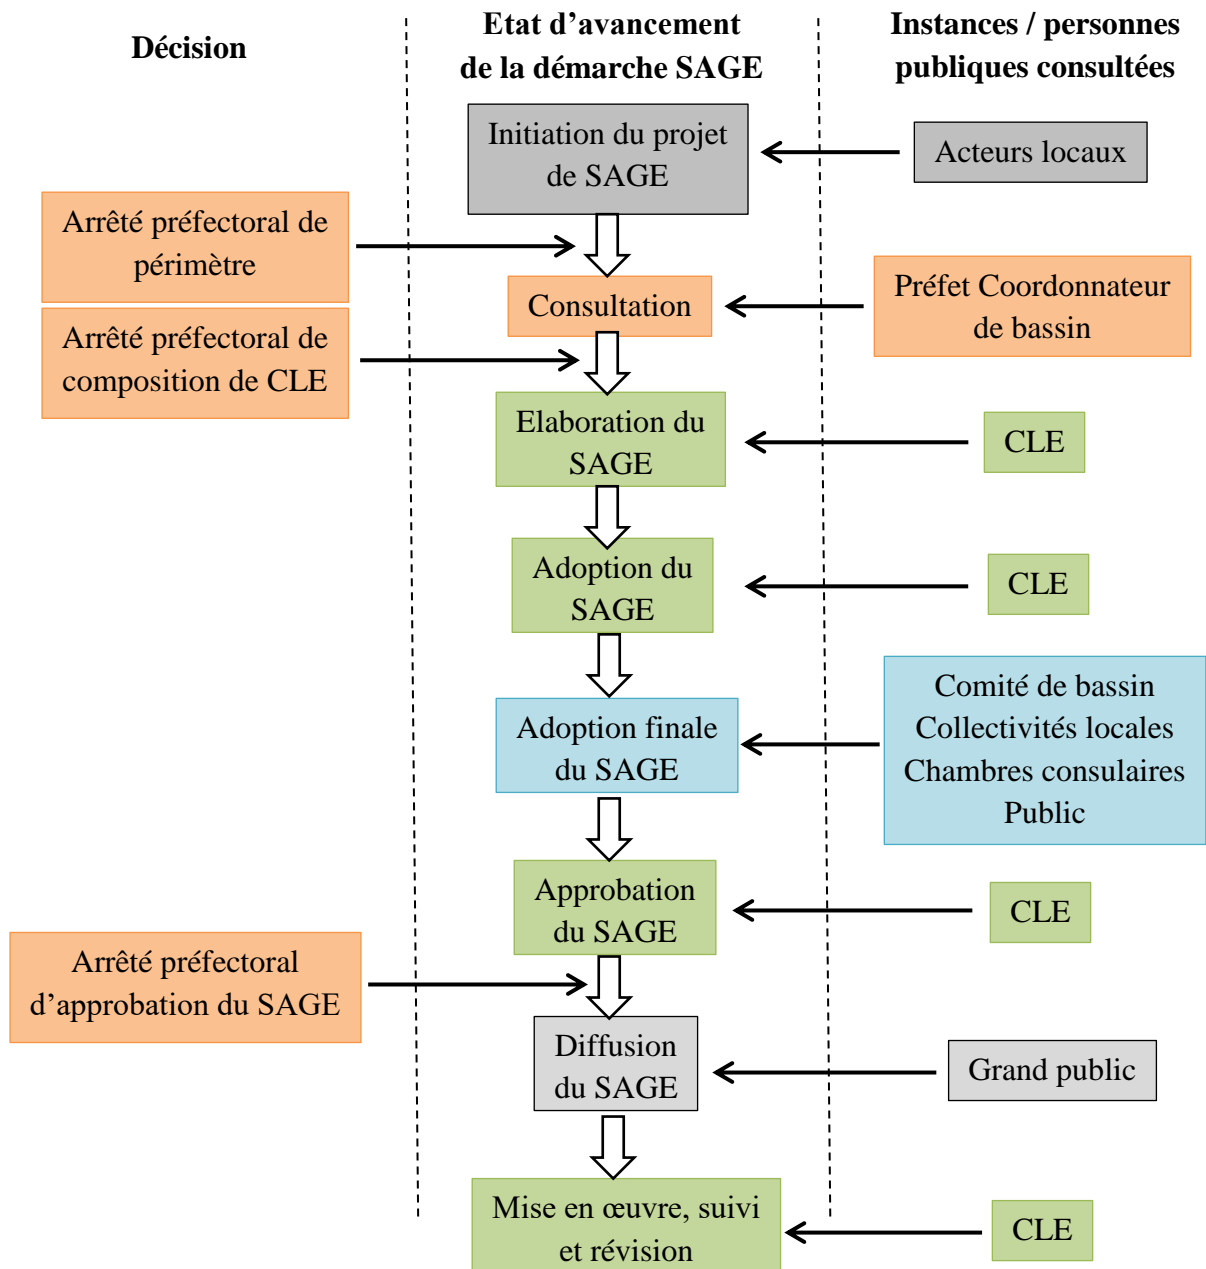 Décision
Etat d’avancement
de la démarche SAGE
Instances / personnes
publiques consultées
Initiation du projet
de SAGE
Acteurs locaux
Arrêté préfectoral de
périmètre
Consultation
Préfet Coordonnateur
de bassin
Arrêté préfectoral de
composition de CLE
Elaboration du
SAGE
CLE
Adoption du
SAGE
CLE
Adoption finale
du SAGE
Comité de bassin
Collectivités locales
Chambres consulaires
Public
Approbation
du SAGE
CLE
Arrêté préfectoral
d’approbation du SAGE
Diffusion
du SAGE
Grand public
Mise en œuvre, suivi
et révision
CLE